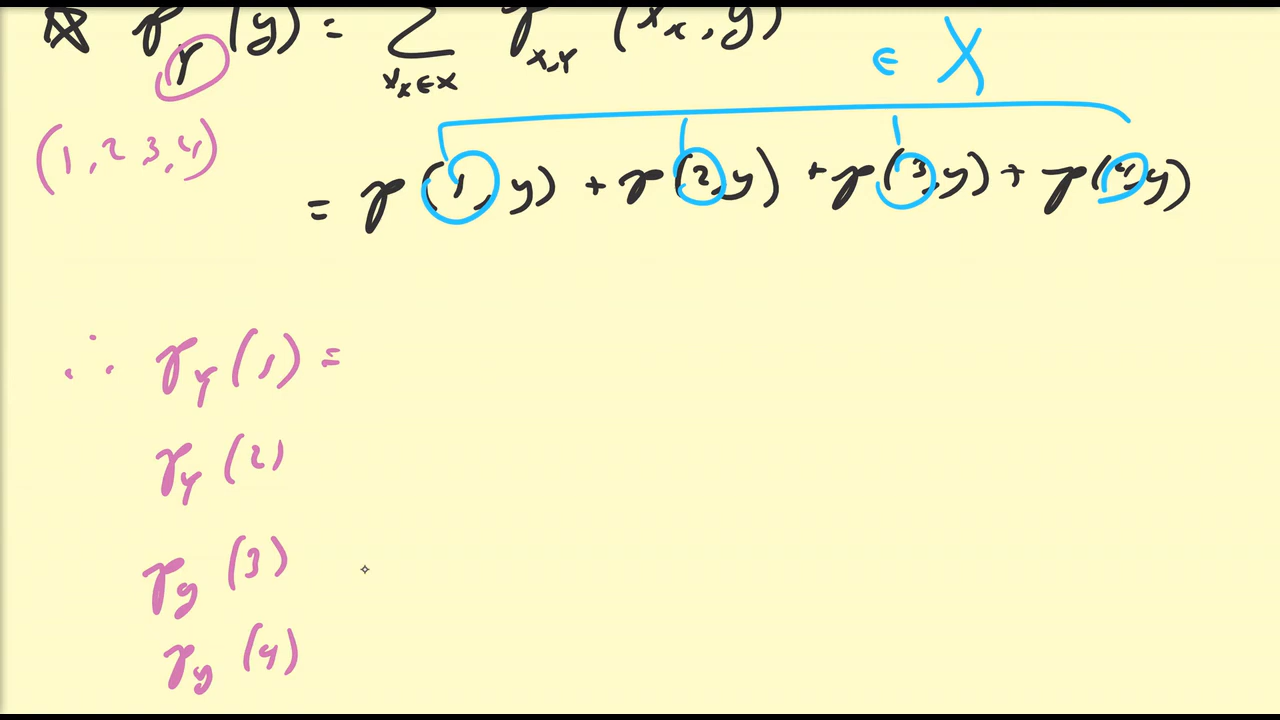 ☆ p_Y(y) = Σ_{x_x∈X} p_{X,Y}(x_x, y)
∈ X
(1, 2 3, 4)
= p(1, y) + p(2, y) + p(3, y) + p(4, y)
∴ p_Y(1) =
p_Y(2)
p_y(3)
p_y(4)